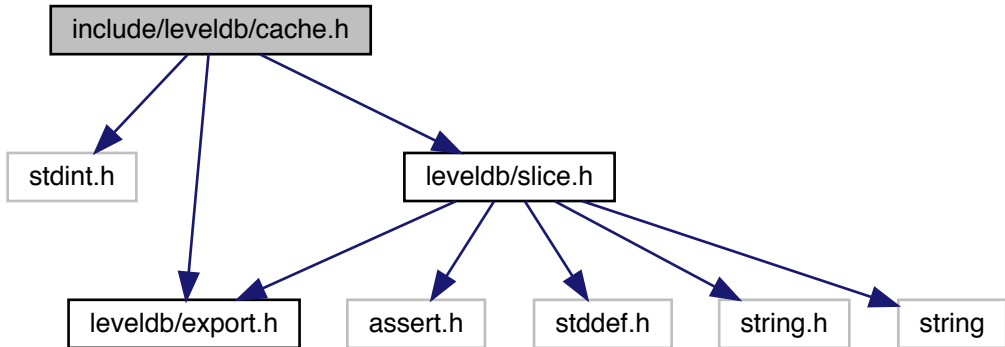 include/leveldb/cache.h
stdint.h
leveldb/slice.h
leveldb/export.h
assert.h
stddef.h
string.h
string